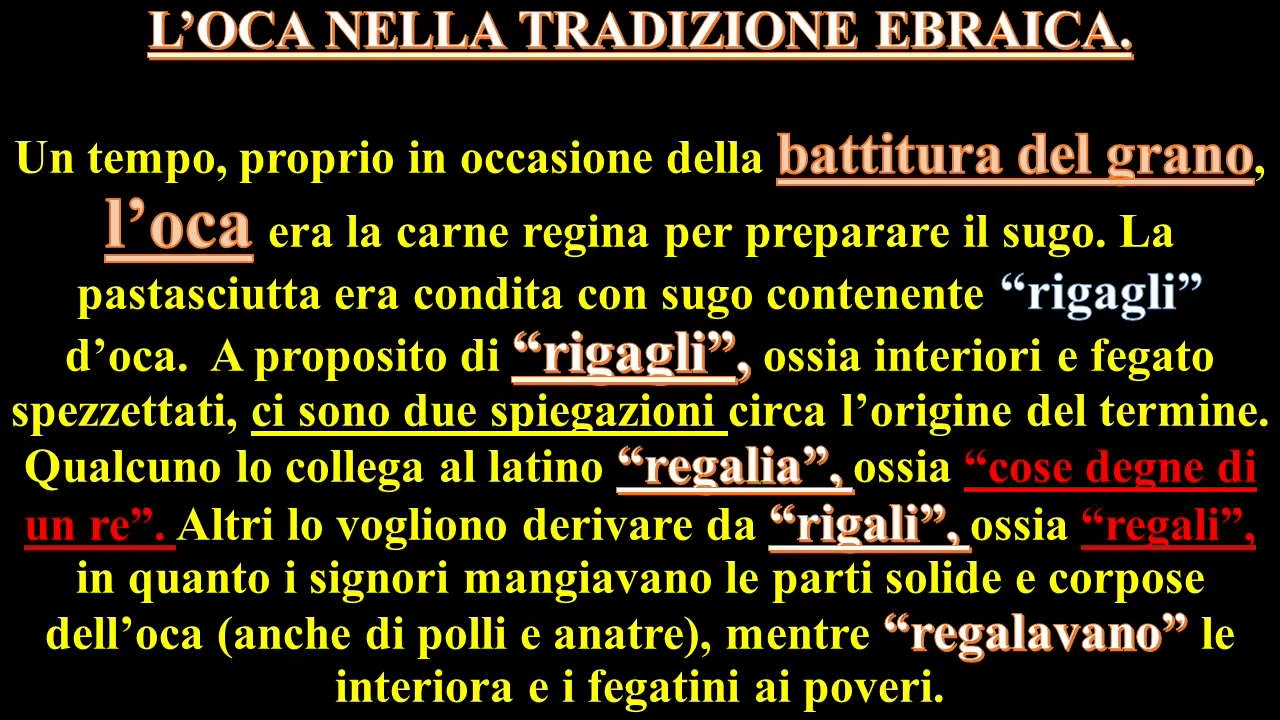 L’OCA NELLA TRADIZIONE EBRAICA.
Un tempo, proprio in occasione della battitura del grano,
l’oca era la carne regina per preparare il sugo. La
pastasciutta era condita con sugo contenente “rigagli”
d’oca. A proposito di “rigagli”, ossia interiori e fegato
spezzettati, ci sono due spiegazioni circa l’origine del termine.
Qualcuno lo collega al latino “regalia”, ossia “cose degne di
un re”. Altri lo vogliono derivare da “rigali”, ossia “regali”,
in quanto i signori mangiavano le parti solide e corpose
dell’oca (anche di polli e anatre), mentre “regalavano” le
interiora e i fegatini ai poveri.